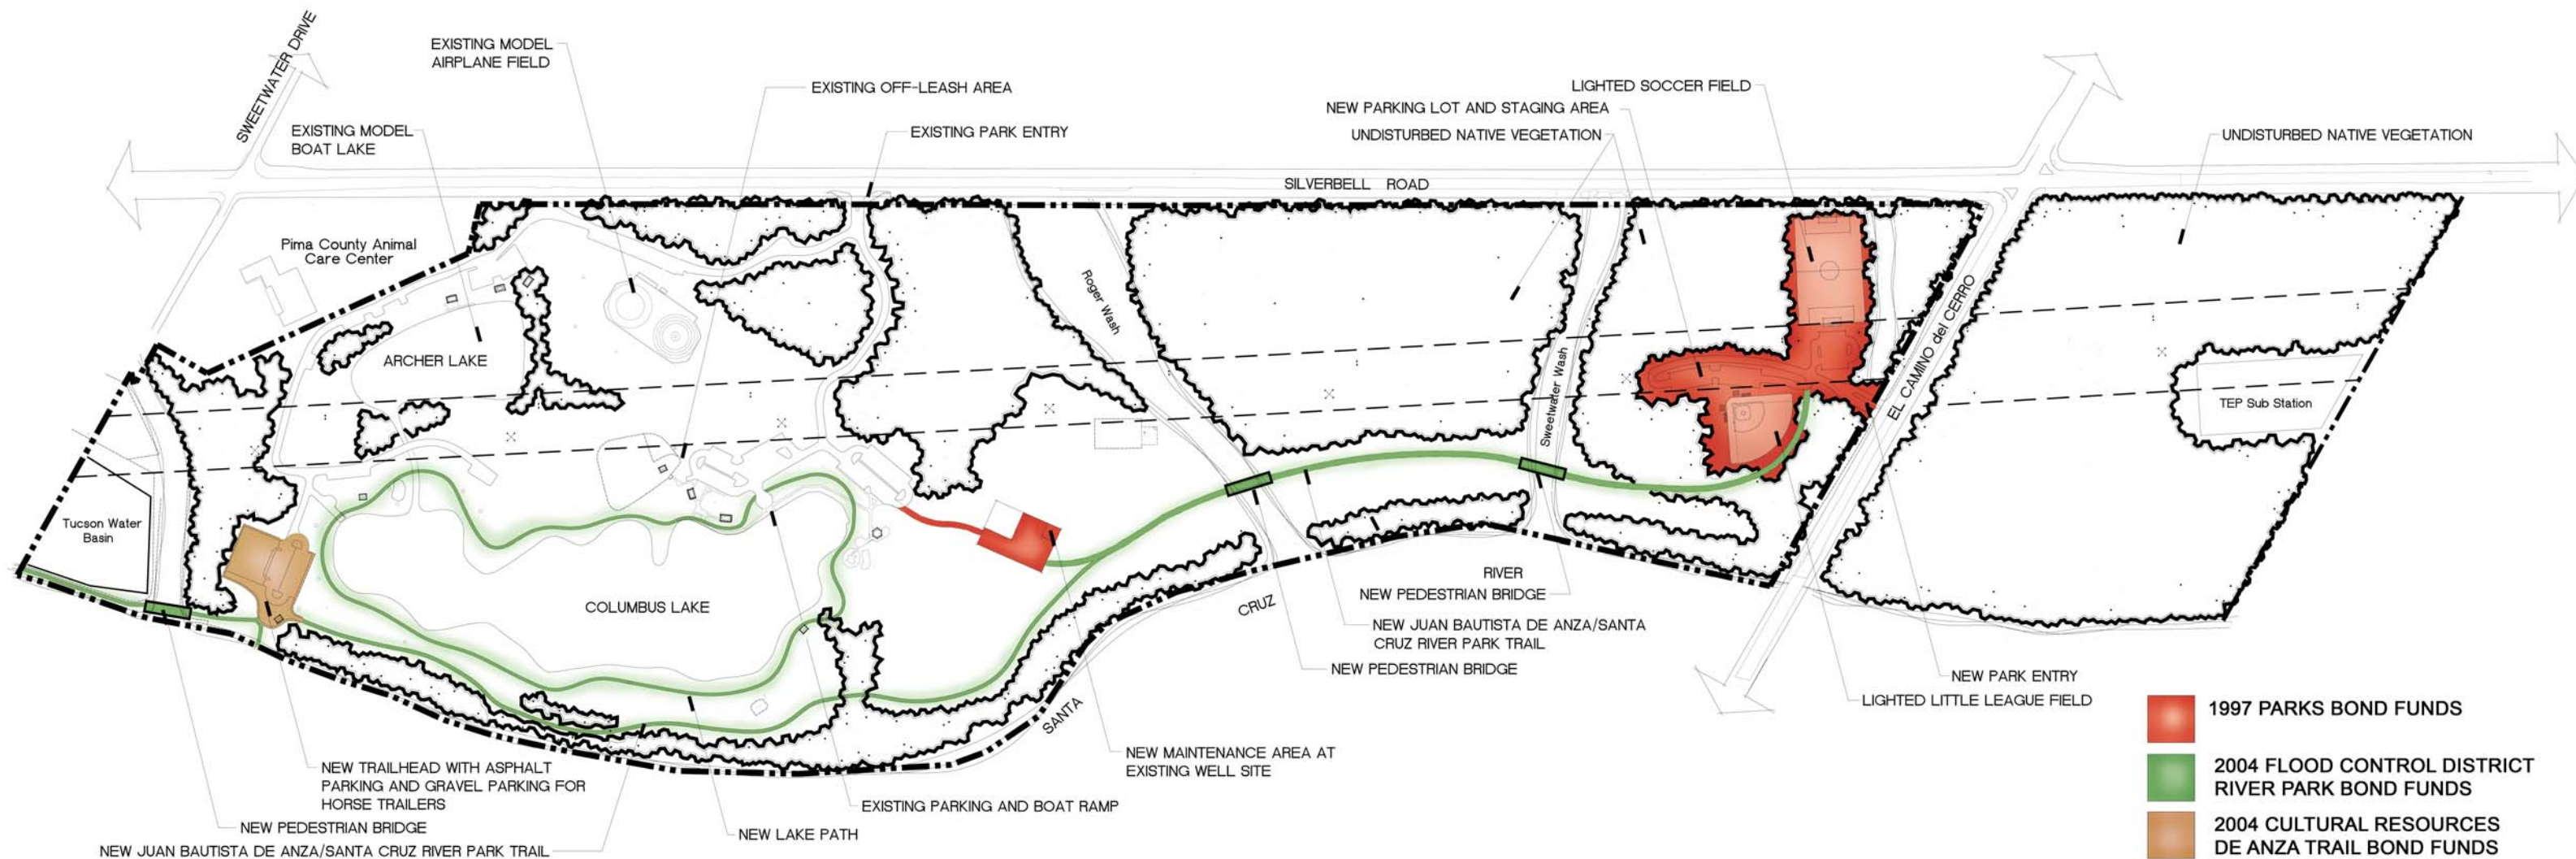 SWEETWATER DRIVE
EXISTING MODEL
AIRPLANE FIELD
EXISTING OFF-LEASH AREA
EXISTING MODEL
BOAT LAKE
EXISTING PARK ENTRY
LIGHTED SOCCER FIELD
NEW PARKING LOT AND STAGING AREA
UNDISTURBED NATIVE VEGETATION
UNDISTURBED NATIVE VEGETATION
SILVERBELL ROAD
Pima County Animal
Care Center
Roger Wash
ARCHER LAKE
Sweetwater Wash
EL CAMINO del CERRO
TEP Sub Station
Tucson Water
Basin
COLUMBUS LAKE
RIVER
CRUZ
SANTA
NEW PEDESTRIAN BRIDGE
NEW JUAN BAUTISTA DE ANZA/SANTA
CRUZ RIVER PARK TRAIL
NEW PEDESTRIAN BRIDGE
NEW PARK ENTRY
LIGHTED LITTLE LEAGUE FIELD
NEW MAINTENANCE AREA AT
EXISTING WELL SITE
NEW TRAILHEAD WITH ASPHALT
PARKING AND GRAVEL PARKING FOR
HORSE TRAILERS
EXISTING PARKING AND BOAT RAMP
NEW PEDESTRIAN BRIDGE
NEW LAKE PATH
NEW JUAN BAUTISTA DE ANZA/SANTA CRUZ RIVER PARK TRAIL
1997 PARKS BOND FUNDS
2004 FLOOD CONTROL DISTRICT
RIVER PARK BOND FUNDS
2004 CULTURAL RESOURCES
DE ANZA TRAIL BOND FUNDS